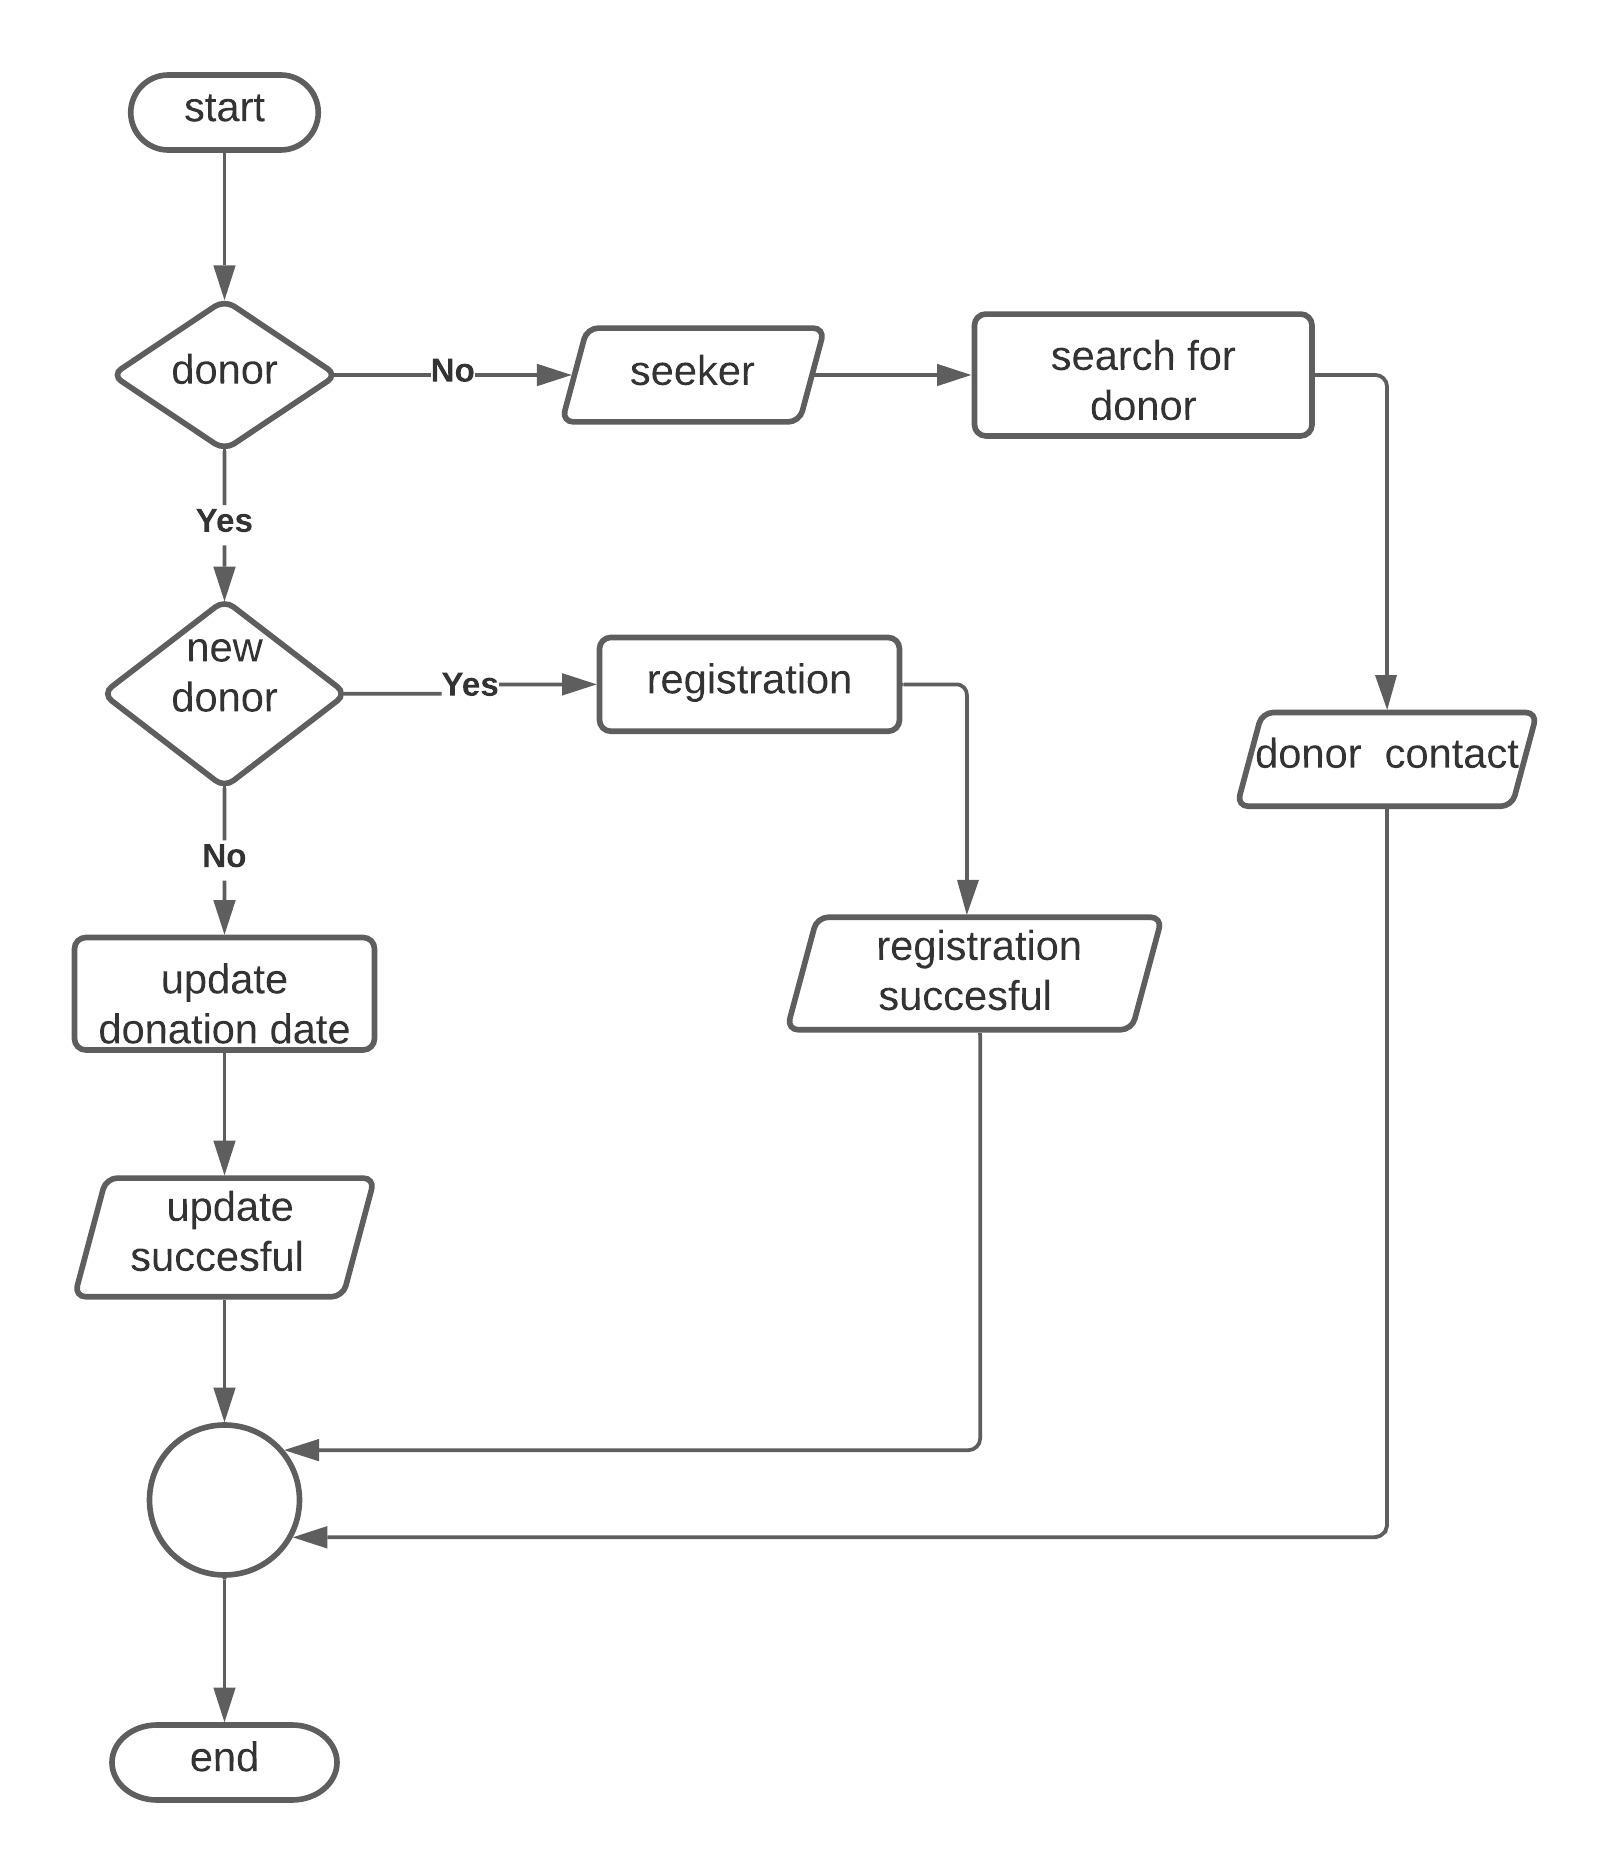 start
donor
No
seeker
search for
donor
Yes
new
donor
Yes
registration
donor  contact
No
update
donation date
registration
succesful
update
succesful
end